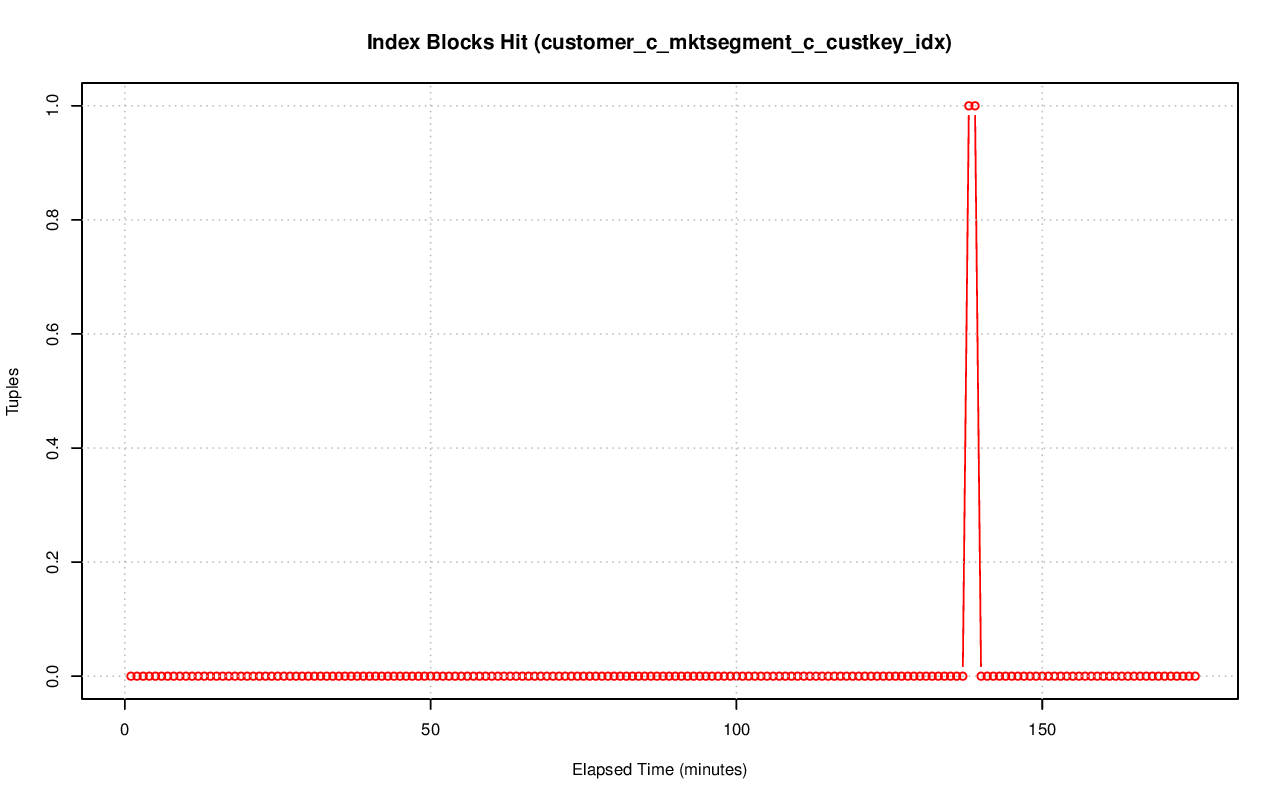 Index Blocks Hit (customer_c_mktsegment_c_custkey_idx)
Tuples
1.0
0.8
0.6
0.4
0.2
0.0
0 50 100 150
Elapsed Time (minutes)